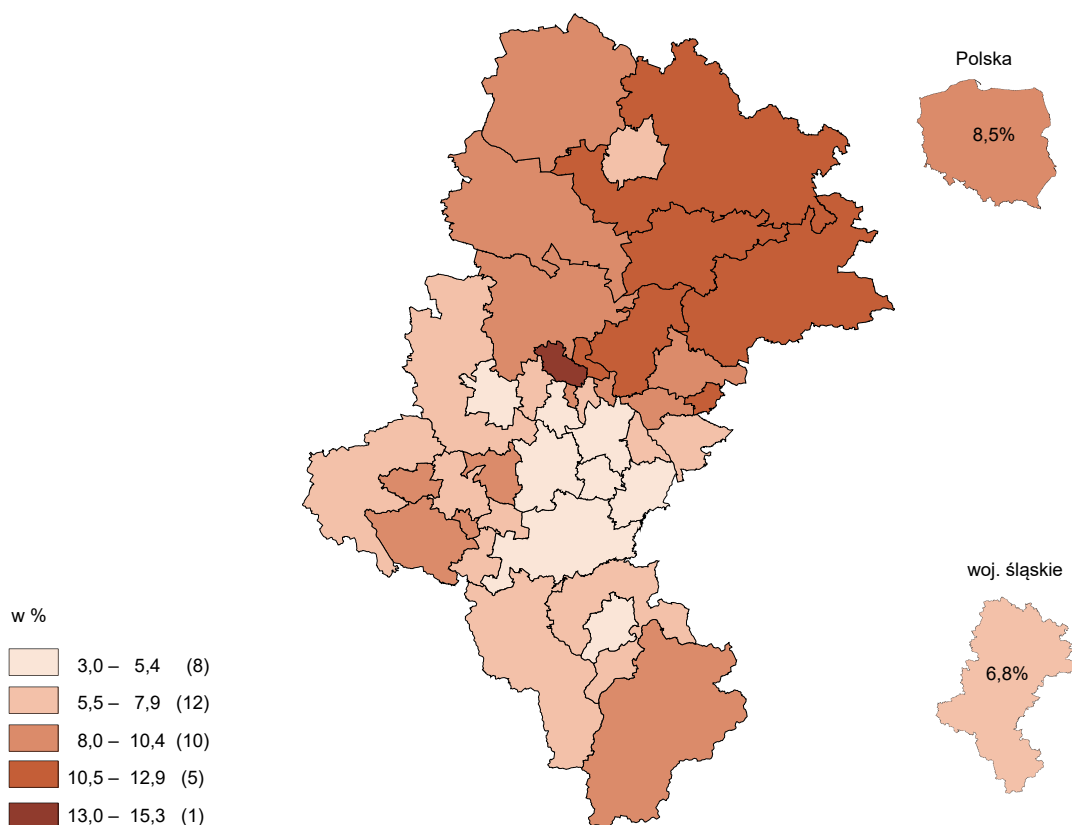 Polska
8,5%
woj. śląskie
6,8%
w %
3,0 – 5,4 (8)
5,5 – 7,9 (12)
8,0 – 10,4 (10)
10,5 – 12,9 (5)
13,0 – 15,3 (1)